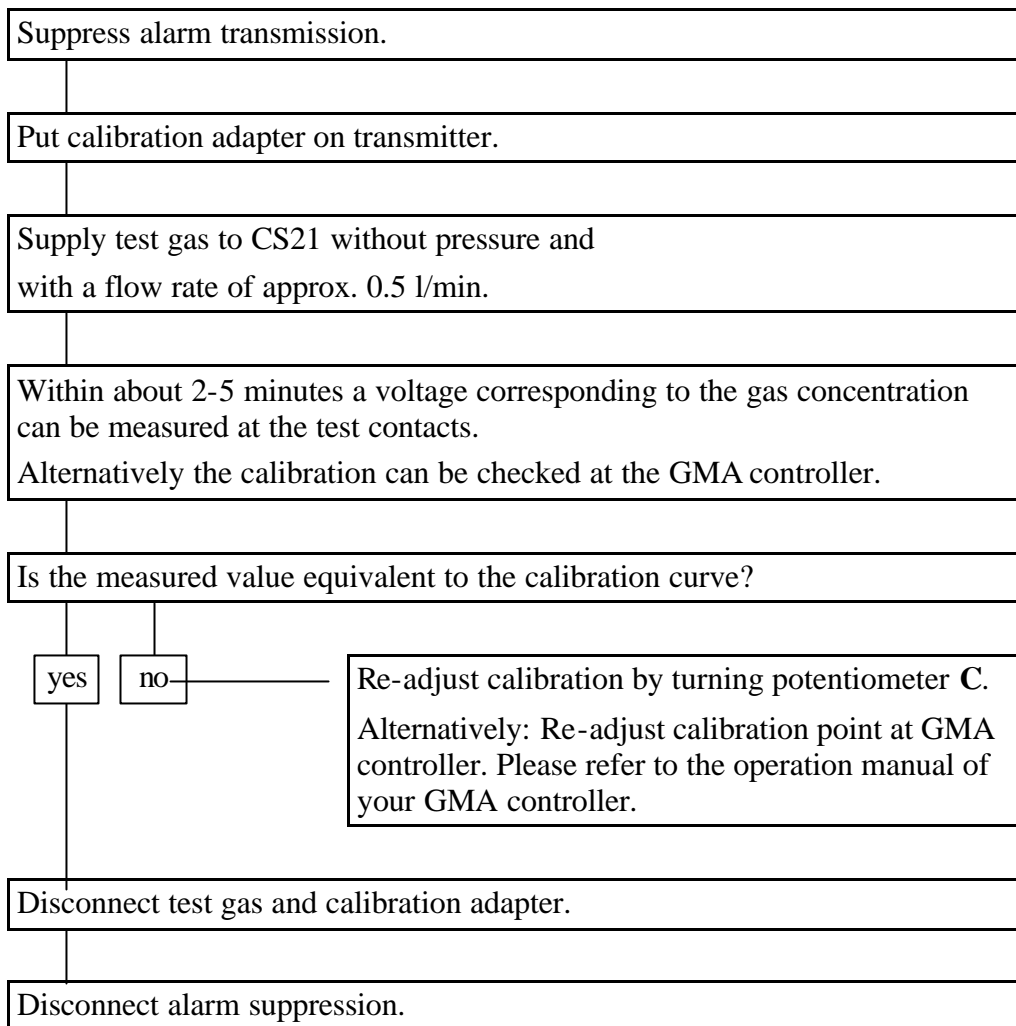 Suppress alarm transmission.
Put calibration adapter on transmitter.
Supply test gas to CS21 without pressure and
with a flow rate of approx. 0.5 l/min.
Within about 2-5 minutes a voltage corresponding to the gas concentration
can be measured at the test contacts.
Alternatively the calibration can be checked at the GMA controller.
Is the measured value equivalent to the calibration curve?
yes no
Re-adjust calibration by turning potentiometer C.
Alternatively: Re-adjust calibration point at GMA
controller. Please refer to the operation manual of
your GMA controller.
Disconnect test gas and calibration adapter.
Disconnect alarm suppression.